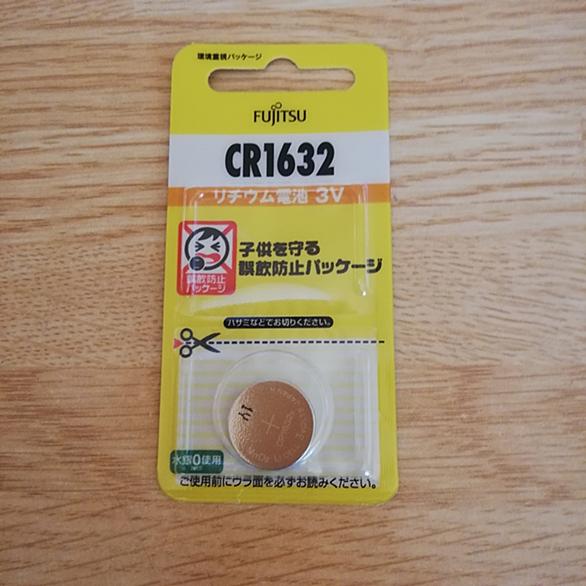 環境重視パッケージ
FUJITSU
CR1632
リチウム電池 3V
子供を守る
誤飲防止パッケージ
誤飲防止
パッケージ
ハサミなどでお切りください。
+
水銀0使用
ご使用前にウラ面を必ずお読みください。